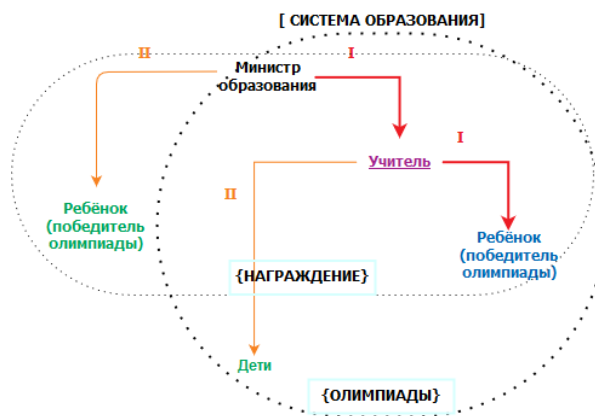 [ СИСТЕМА ОБРАЗОВАНИЯ]
II
I
Министр
образования
I
Учитель
II
Ребёнок
(победитель
олимпиады)
Ребёнок
(победитель
олимпиады)
{НАГРАЖДЕНИЕ}
Дети
{ОЛИМПИАДЫ}